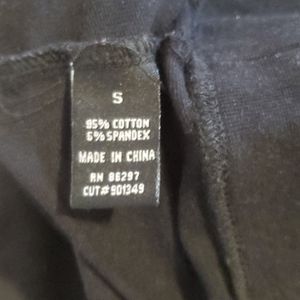 S
95% COTTON
5% SPANDEX
MADE IN CHINA
RN 86297
CUT# 9D1349